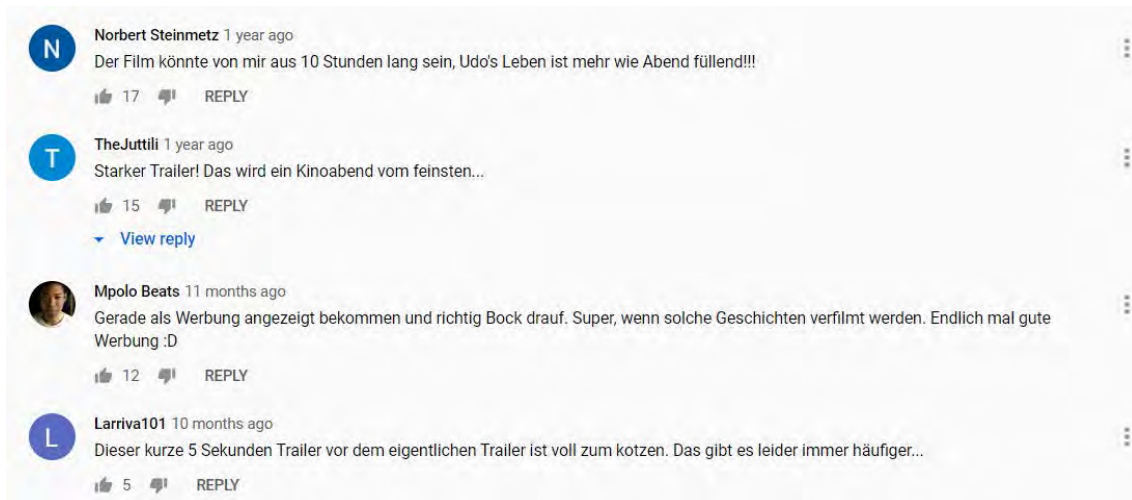 N
Norbert Steinmetz 1 year ago
Der Film könnte von mir aus 10 Stunden lang sein, Udo's Leben ist mehr wie Abend füllend!!!
17 REPLY
T
TheJuttili 1 year ago
Starker Trailer! Das wird ein Kinoabend vom feinsten...
15 REPLY
View reply
Mpolo Beats 11 months ago
Gerade als Werbung angezeigt bekommen und richtig Bock drauf. Super, wenn solche Geschichten verfilmt werden. Endlich mal gute
Werbung :D
12 REPLY
L
Larriva101 10 months ago
Dieser kurze 5 Sekunden Trailer vor dem eigentlichen Trailer ist voll zum kotzen. Das gibt es leider immer häufiger...
5 REPLY